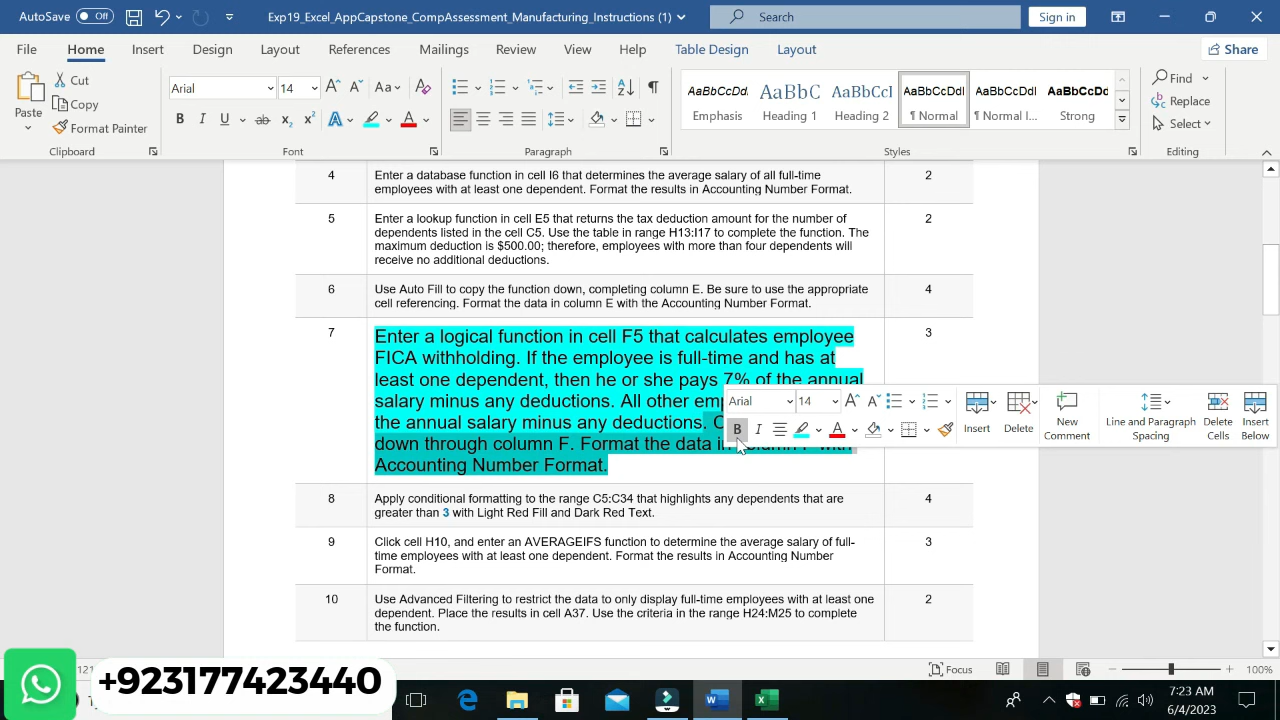 AutoSave Off
Exp19_Excel_AppCapstone_CompAssessment_Manufacturing_Instructions (1)
Search
Sign in
File Home Insert Design Layout References Mailings Review View Help Table Design Layout Share
Paste
Cut
Copy
Format Painter
Clipboard
Arial 14
Font
Paragraph
AaBbCcDdl Emphasis
AaBbC Heading 1
AaBbCcl Heading 2
AaBbCcDdl ¶ Normal
AaBbCcDdl ¶ Normal I...
AaBbCcDc Strong
Styles
Find
Replace
Select
Editing
4 Enter a database function in cell I6 that determines the average salary of all full-time 2
employees with at least one dependent. Format the results in Accounting Number Format.
5 Enter a lookup function in cell E5 that returns the tax deduction amount for the number of 2
dependents listed in the cell C5. Use the table in range H13:I17 to complete the function. The
maximum deduction is $500.00; therefore, employees with more than four dependents will
receive no additional deductions.
6 Use Auto Fill to copy the function down, completing column E. Be sure to use the appropriate 4
cell referencing. Format the data in column E with the Accounting Number Format.
7 Enter a logical function in cell F5 that calculates employee 3
FICA withholding. If the employee is full-time and has at
least one dependent, then he or she pays 7% of the annual
salary minus any deductions. All other emp
the annual salary minus any deductions.
down through column F. Format the data in column F with
Accounting Number Format.
Arial 14
Insert
Delete
New Comment
Line and Paragraph Spacing
Delete Cells
Insert Below
8 Apply conditional formatting to the range C5:C34 that highlights any dependents that are 4
greater than 3 with Light Red Fill and Dark Red Text.
9 Click cell H10, and enter an AVERAGEIFS function to determine the average salary of full- 3
time employees with at least one dependent. Format the results in Accounting Number
Format.
10 Use Advanced Filtering to restrict the data to only display full-time employees with at least one 2
dependent. Place the results in cell A37. Use the criteria in the range H24:M25 to complete
the function.
Focus
100%
+923177423440
7:23 AM
6/4/2023